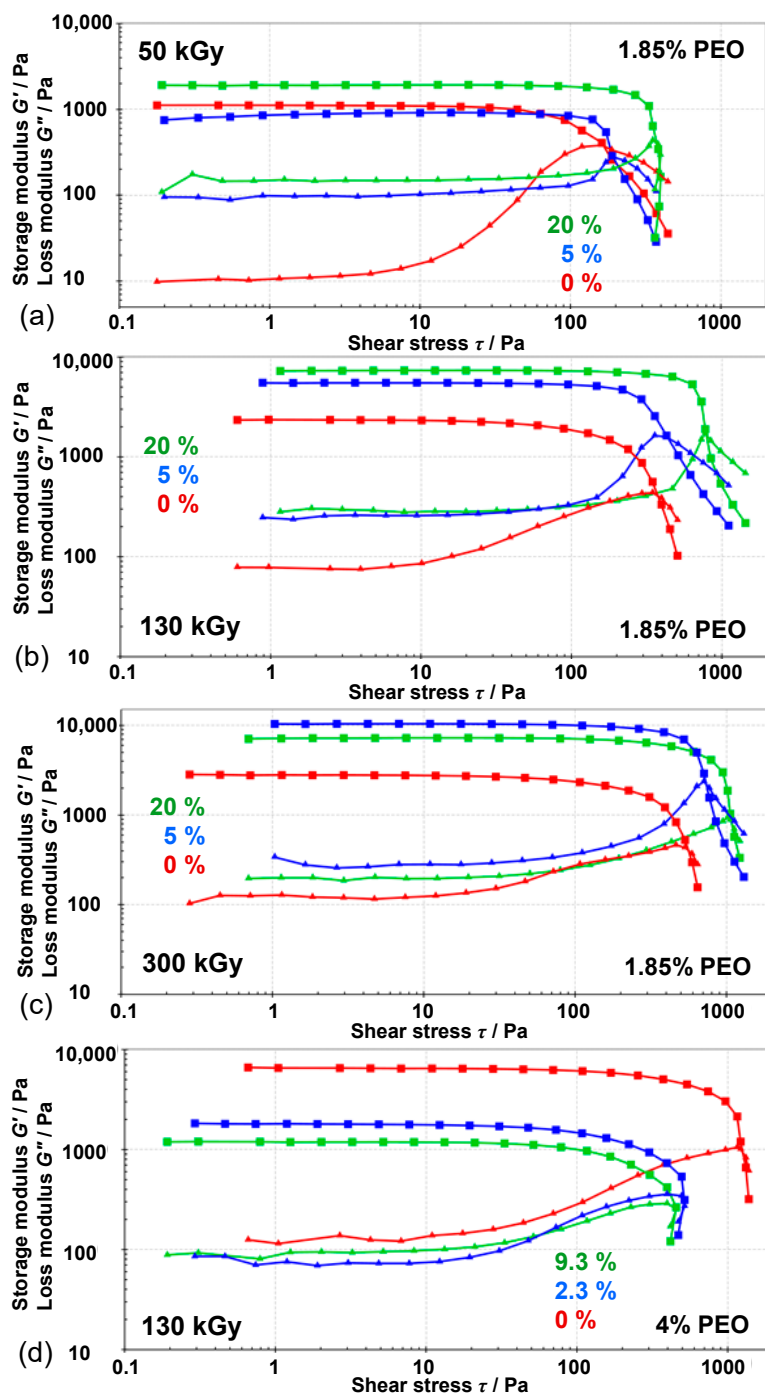 10,000
50 kGy
1.85% PEO
1000
Storage modulus G′ / Pa
Loss modulus G″ / Pa
100
20 %
5 %
0 %
10
(a)
0.1
1
10
100
1000
Shear stress τ / Pa
10,000
1000
Storage modulus G′ / Pa
Loss modulus G″ / Pa
20 %
5 %
0 %
100
130 kGy
1.85% PEO
(b)
10
0.1
1
10
100
1000
Shear stress τ / Pa
10,000
1000
Storage modulus G′ / Pa
Loss modulus G″ / Pa
20 %
5 %
0 %
100
300 kGy
1.85% PEO
(c)
10
0.1
1
10
100
1000
Shear stress τ / Pa
10,000
1000
Storage modulus G′ / Pa
Loss modulus G″ / Pa
100
9.3 %
2.3 %
0 %
130 kGy
4% PEO
(d)
10
0.1
1
10
100
1000
Shear stress τ / Pa